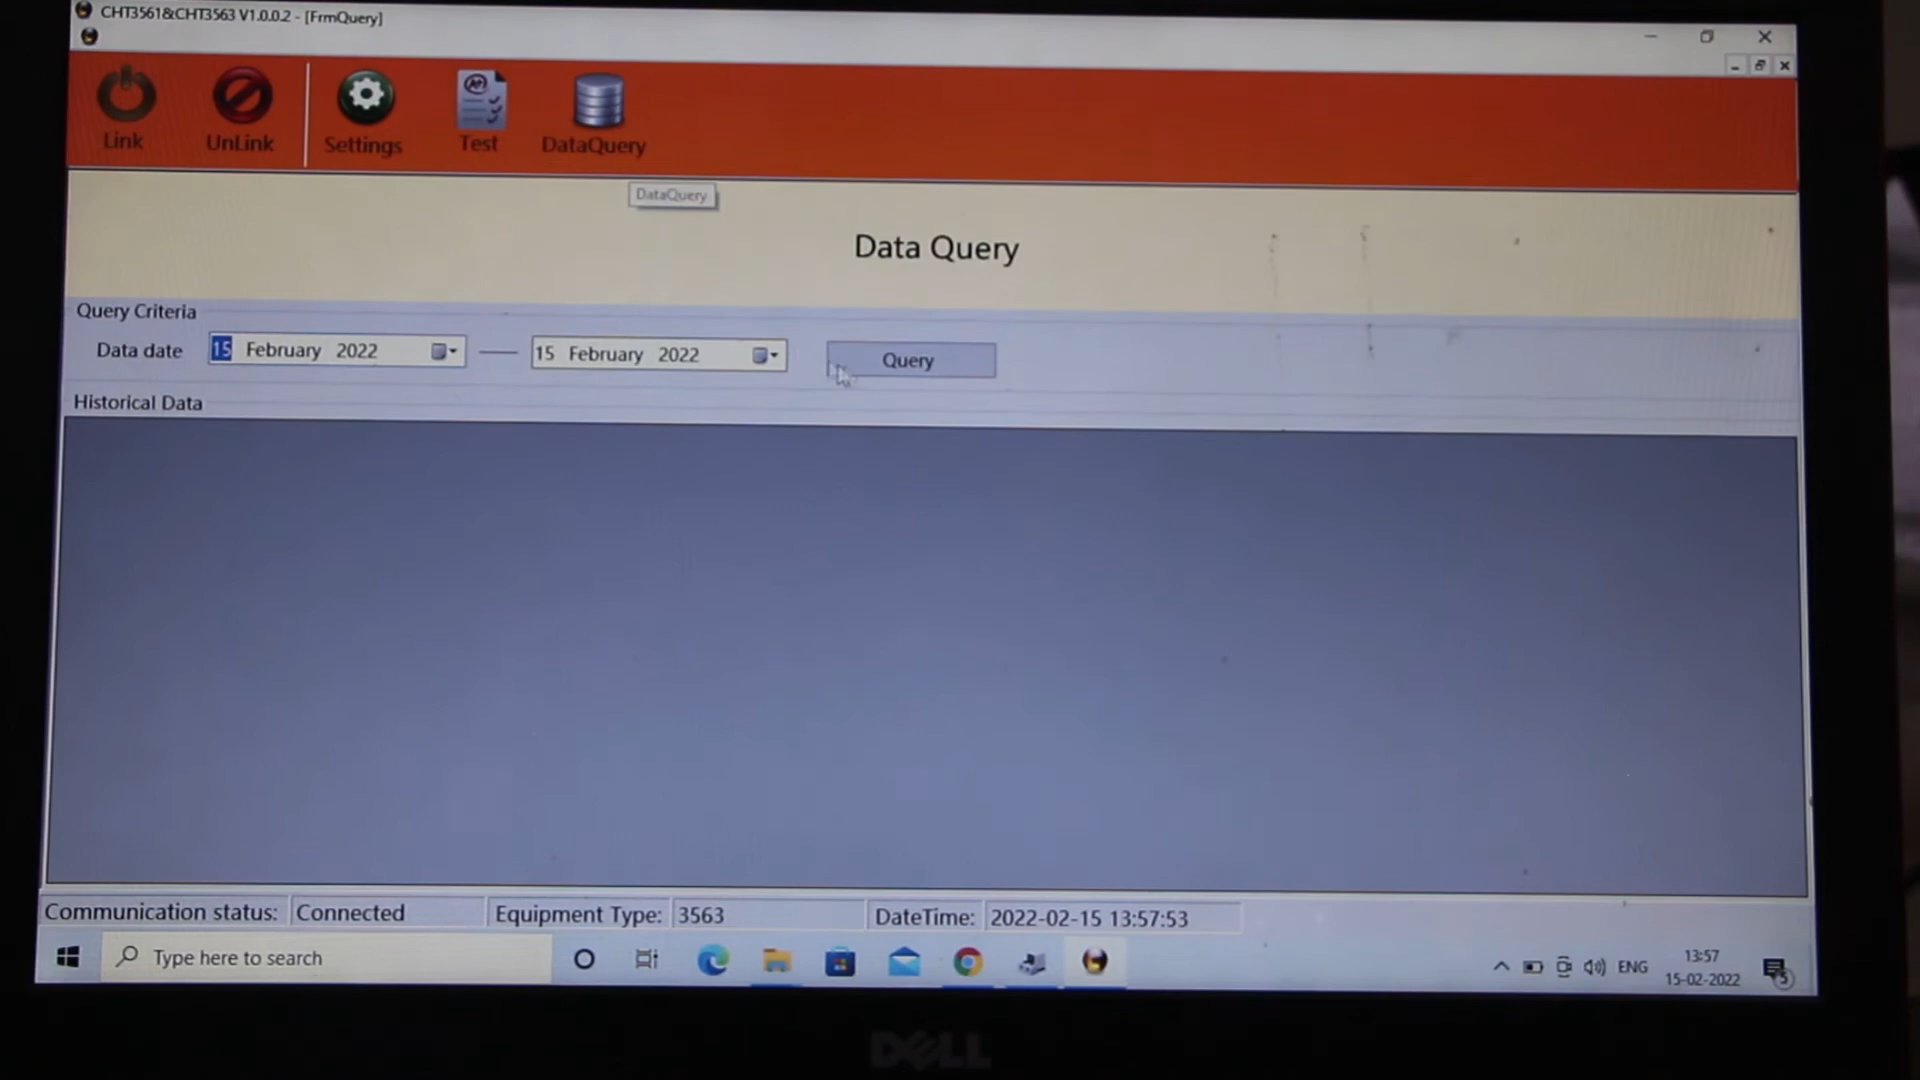 CHT3561&CHT3563 V1.0.0.2 - [FrmQuery]
Link UnLink Settings Test DataQuery
DataQuery
Data Query
Query Criteria
Data date 15 February 2022 15 February 2022 Query
Historical Data
Communication status: Connected Equipment Type: 3563 DateTime: 2022-02-15 13:57:53
Type here to search ENG 13:57
15-02-2022 5
DELL